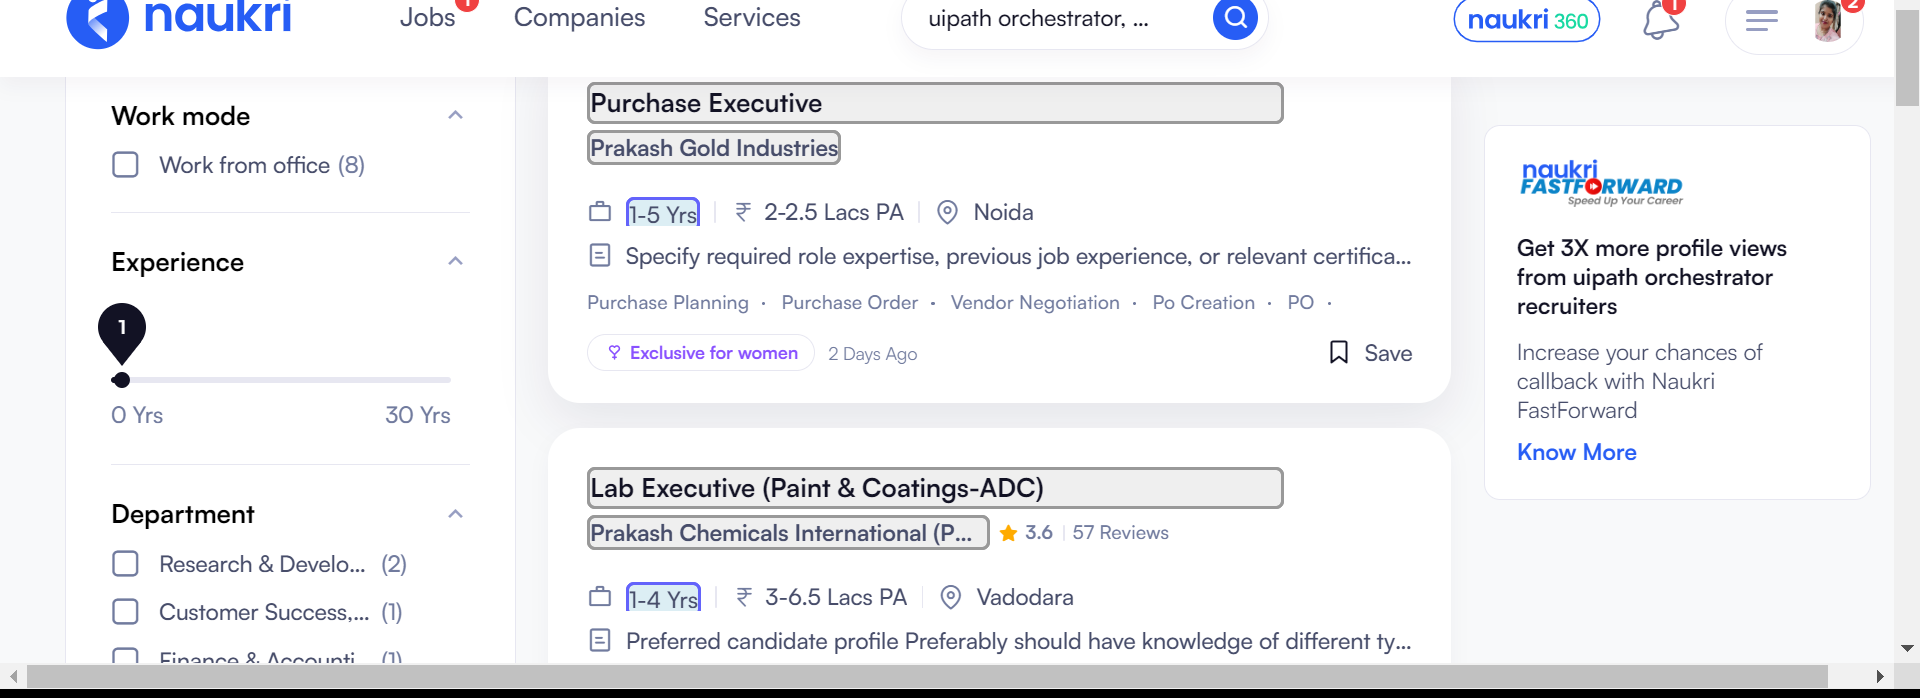 naukri
Jobs
1
Companies
Services
uipath orchestrator, ...
naukri 360
1
2
Work mode
Work from office (8)
Experience
1
0 Yrs
30 Yrs
Department
Research & Develo... (2)
Customer Success,... (1)
Finance & Accounti... (1)
Purchase Executive
Prakash Gold Industries
1-5 Yrs
₹ 2-2.5 Lacs PA
Noida
Specify required role expertise, previous job experience, or relevant certifica...
Purchase Planning · Purchase Order · Vendor Negotiation · Po Creation · PO ·
Exclusive for women
2 Days Ago
Save
Lab Executive (Paint & Coatings-ADC)
Prakash Chemicals International (P...
3.6
57 Reviews
1-4 Yrs
₹ 3-6.5 Lacs PA
Vadodara
Preferred candidate profile Preferably should have knowledge of different ty...
naukri
FASTFORWARD
Speed Up Your Career
Get 3X more profile views
from uipath orchestrator
recruiters
Increase your chances of
callback with Naukri
FastForward
Know More